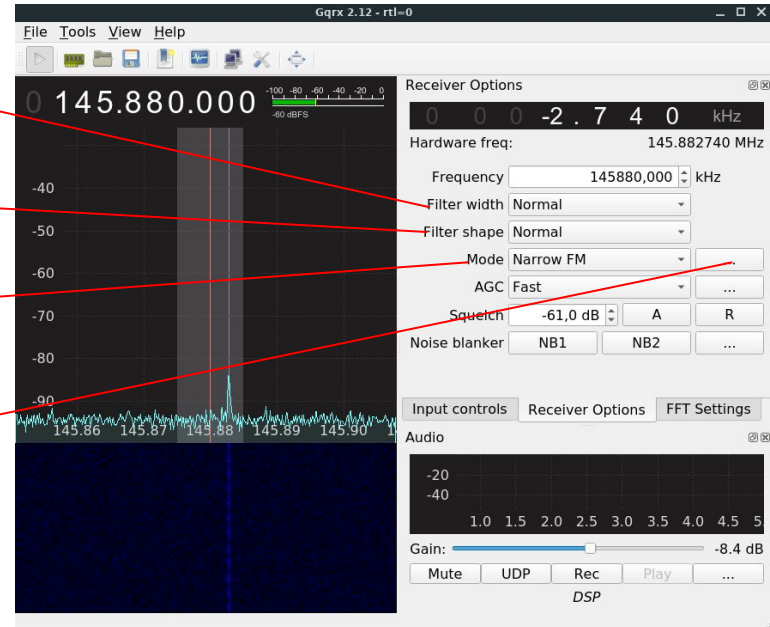 Gqrx 2.12 - rtl=0
File Tools View Help
0 145.880.000
-100 -80 -60 -40 -20 0
-60 dBFS
-40
-50
-60
-70
-80
-90
145.86 145.87 145.88 145.89 145.90 1
Receiver Options
0 0 0 -2.740 kHz
Hardware freq: 145.882740 MHz
Frequency 145880,000 kHz
Filter width Normal
Filter shape Normal
Mode Narrow FM ...
AGC Fast ...
Squelch -61,0 dB A R
Noise blanker NB1 NB2 ...
Input controls Receiver Options FFT Settings
Audio
-20
-40
1.0 1.5 2.0 2.5 3.0 3.5 4.0 4.5 5.
Gain: -8.4 dB
Mute UDP Rec Play ...
DSP